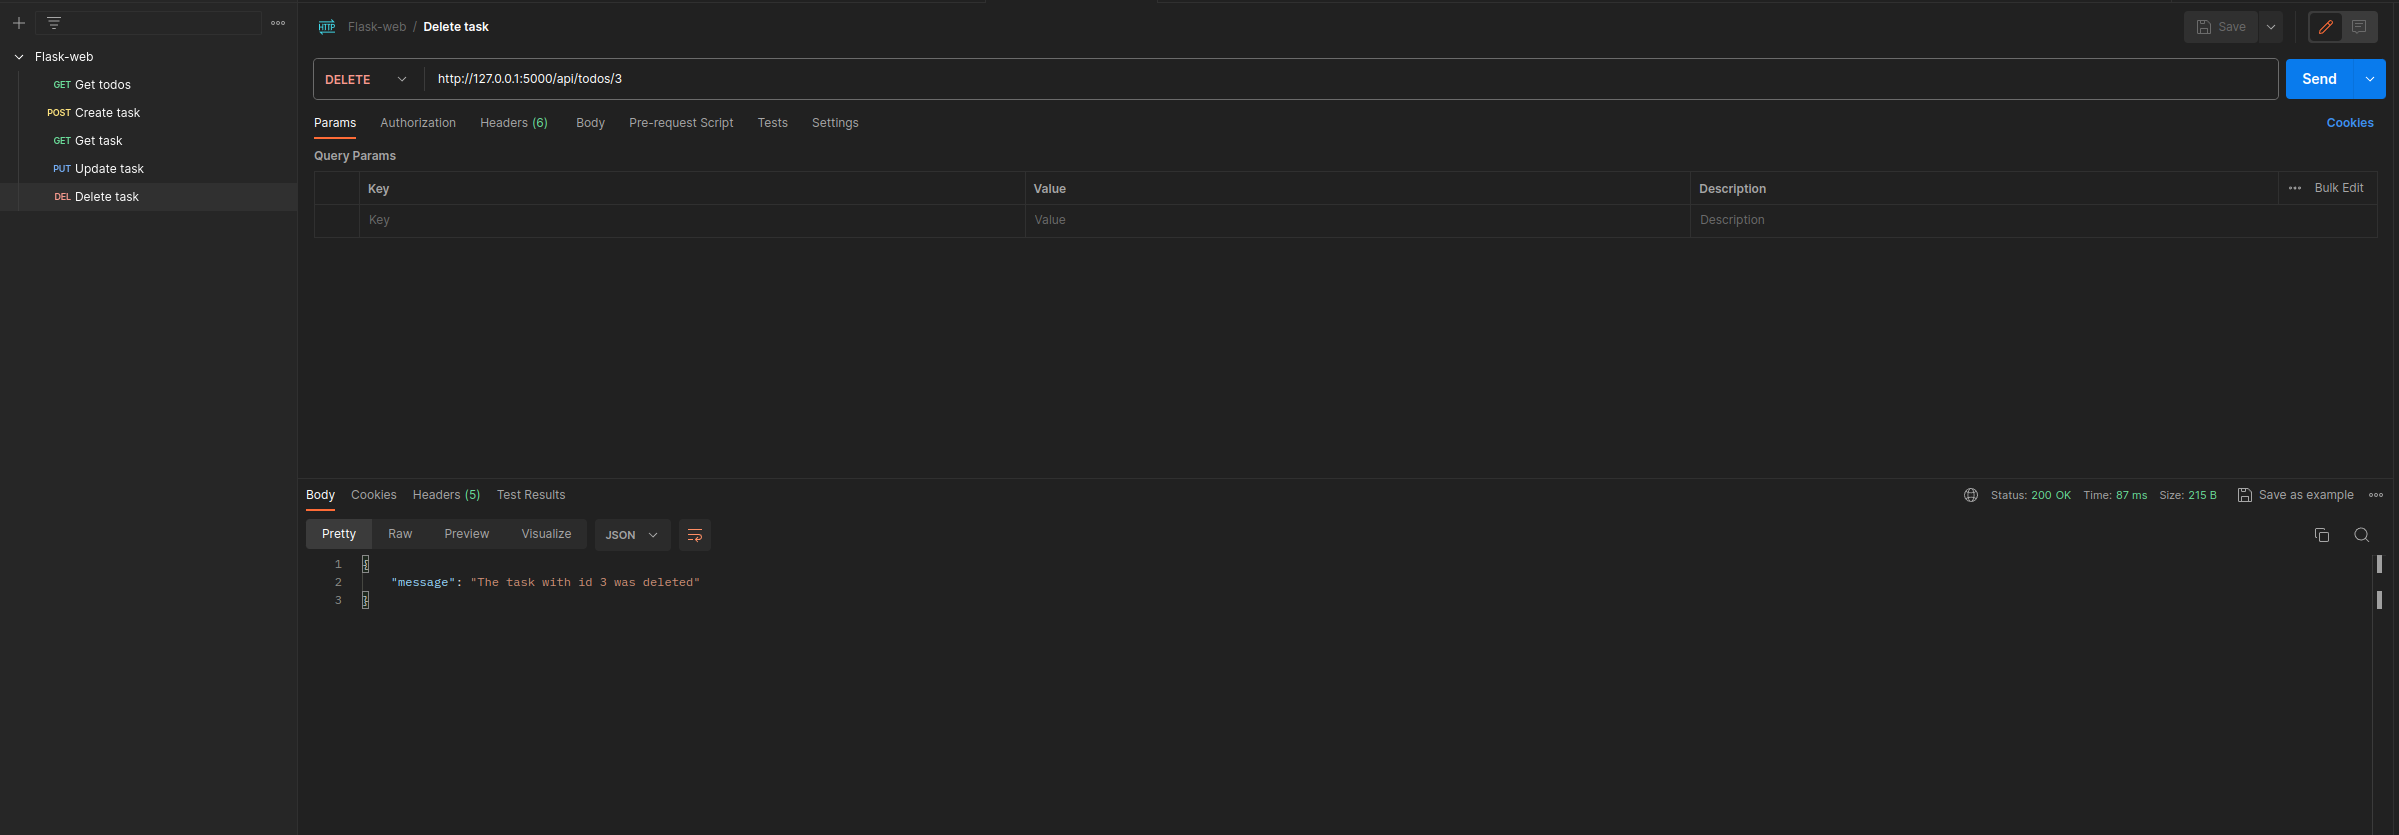 Flask-web
GET Get todos
POST Create task
GET Get task
PUT Update task
DEL Delete task
HTTP Flask-web / Delete task
Save
DELETE http://127.0.0.1:5000/api/todos/3
Send
Params Authorization Headers (6) Body Pre-request Script Tests Settings Cookies
Query Params
Key Value Description Bulk Edit
Key Value Description
Body Cookies Headers (5) Test Results Status: 200 OK Time: 87 ms Size: 215 B Save as example
Pretty Raw Preview Visualize JSON
1 {
2 "message": "The task with id 3 was deleted"
3 }